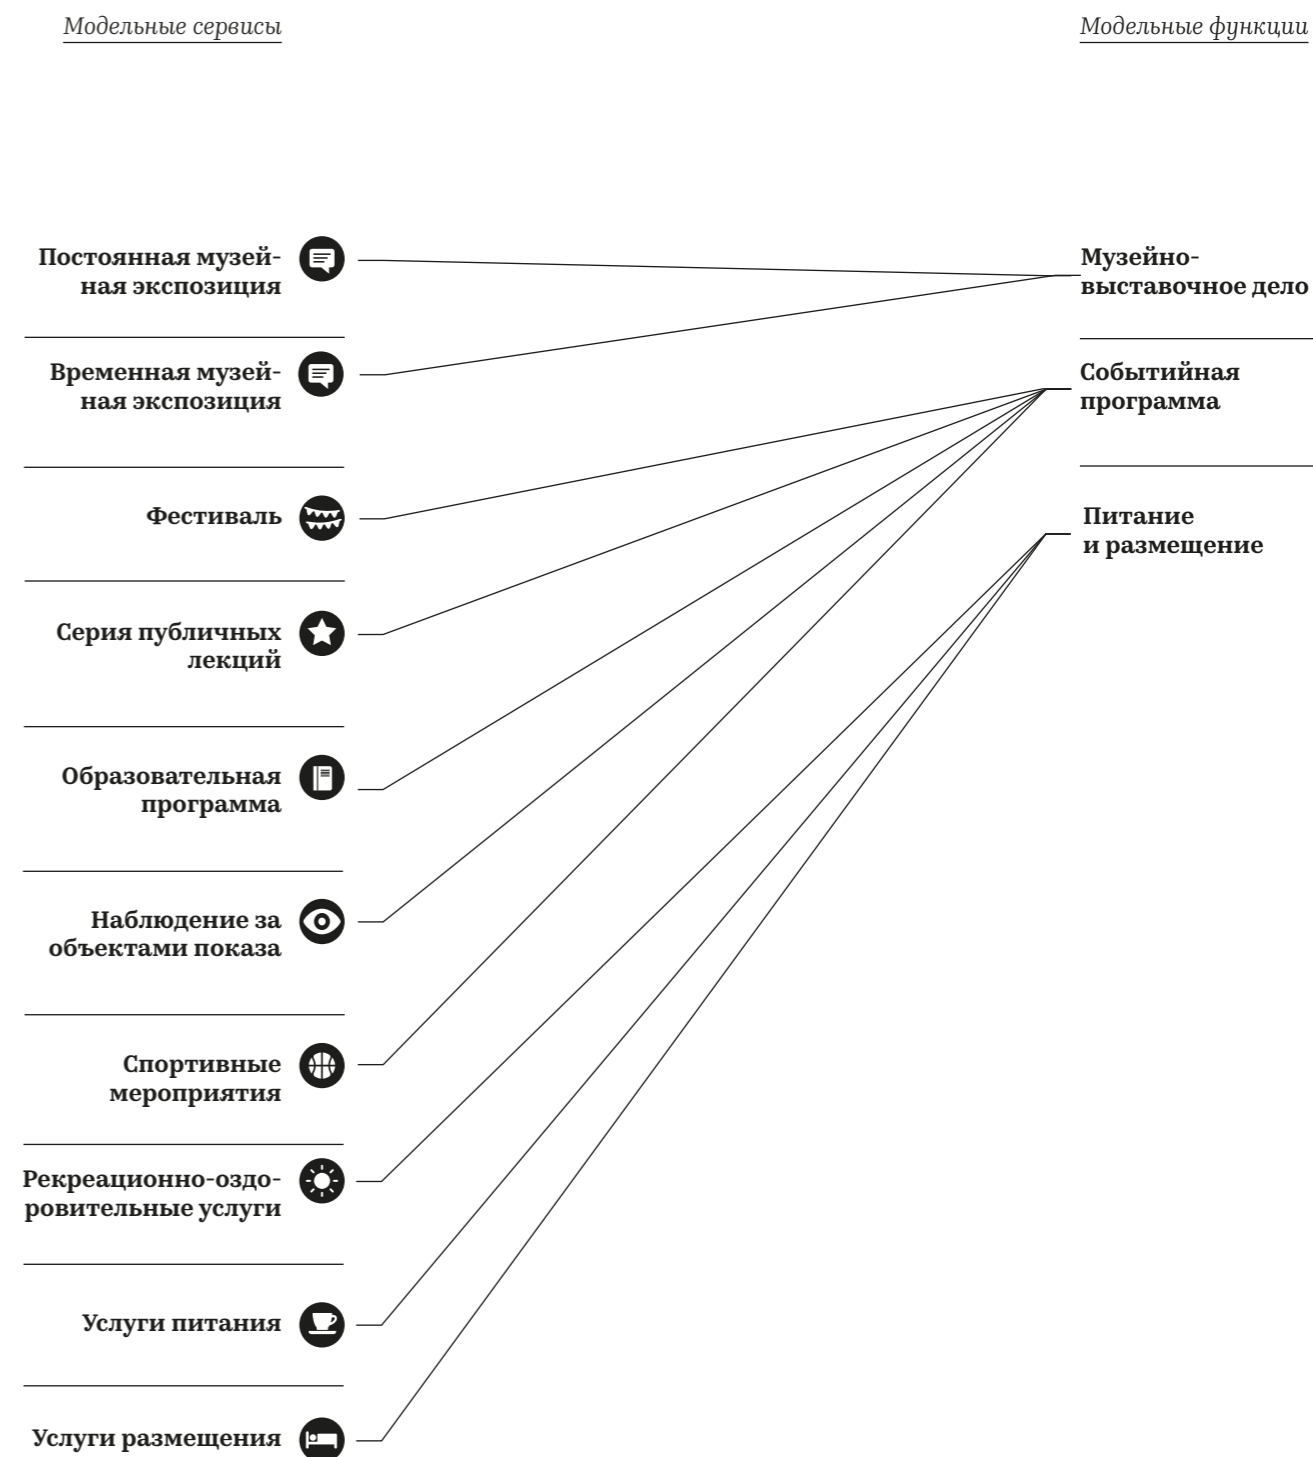 Модельные сервисы
Модельные функции
Постоянная музей-
ная экспозиция
Временная музей-
ная экспозиция
Фестиваль
Серия публичных
лекций
Образовательная
программа
Наблюдение за
объектами показа
Спортивные
мероприятия
Рекреационно-оздо-
ровительные услуги
Услуги питания
Услуги размещения
Музейно-
выставочное дело
Событийная
программа
Питание
и размещение